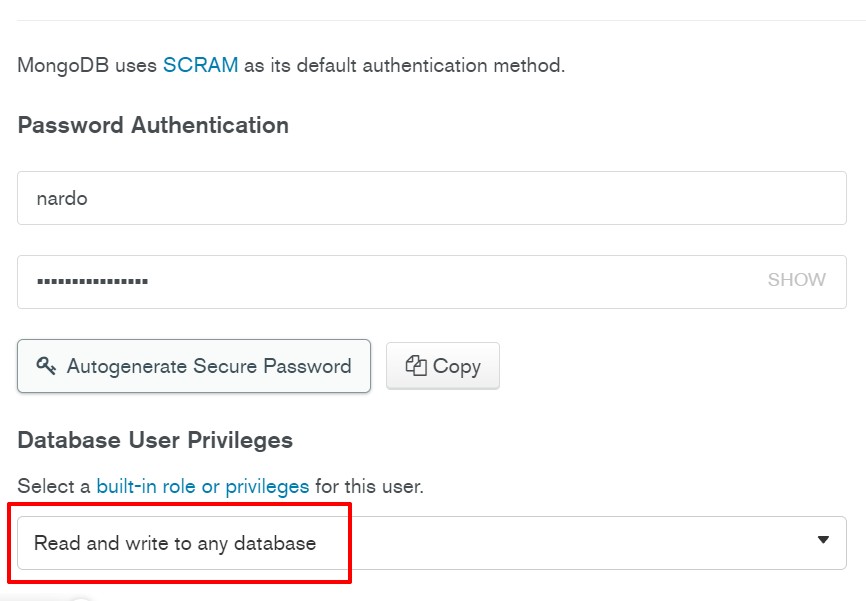 MongoDB uses SCRAM as its default authentication method.
Password Authentication
nardo
••••••••••••••••
SHOW
Autogenerate Secure Password
Copy
Database User Privileges
Select a built-in role or privileges for this user.
Read and write to any database